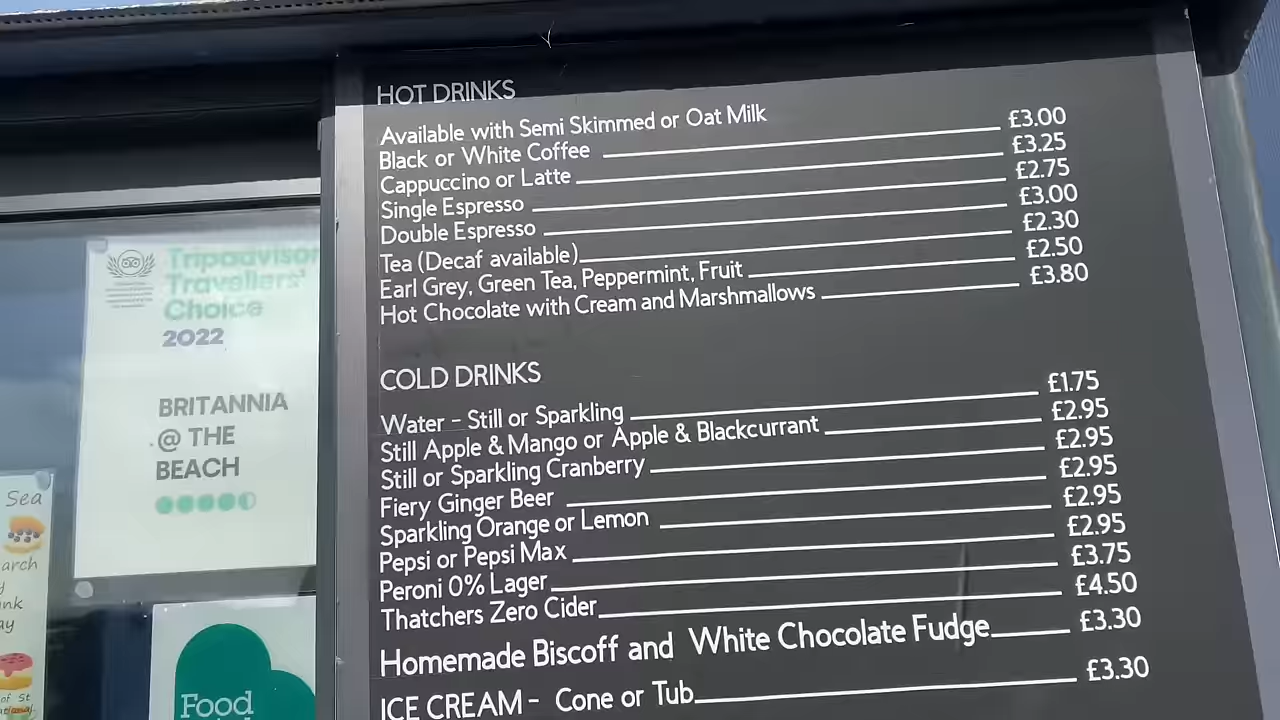 HOT DRINKS
Available with Semi Skimmed or Oat Milk
Black or White Coffee £3.00
Cappuccino or Latte £3.25
Single Espresso £2.75
Double Espresso £3.00
Tea (Decaf available) £2.30
Earl Grey, Green Tea, Peppermint, Fruit £2.50
Hot Chocolate with Cream and Marshmallows £3.80
COLD DRINKS
Water - Still or Sparkling £1.75
Still Apple & Mango or Apple & Blackcurrant £2.95
Still or Sparkling Cranberry £2.95
Fiery Ginger Beer £2.95
Sparkling Orange or Lemon £2.95
Pepsi or Pepsi Max £2.95
Peroni 0% Lager £3.75
Thatchers Zero Cider £4.50
Homemade Biscoff and White Chocolate Fudge £3.30
ICE CREAM - Cone or Tub £3.30
Tripadvisor
Travellers'
Choice
2022
BRITANNIA
@ THE
BEACH
Sea
arch
y
nk
ay
of St
Food